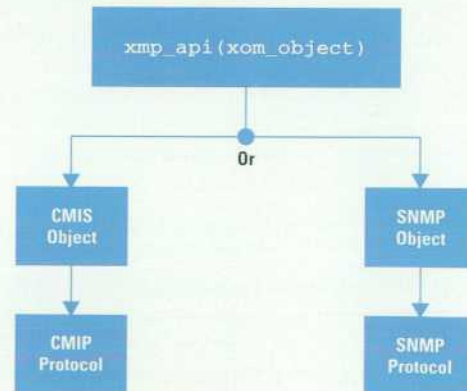 xmp_api(xom_object)
Or
CMIS
Object
SNMP
Object
CMIP
Protocol
SNMP
Protocol